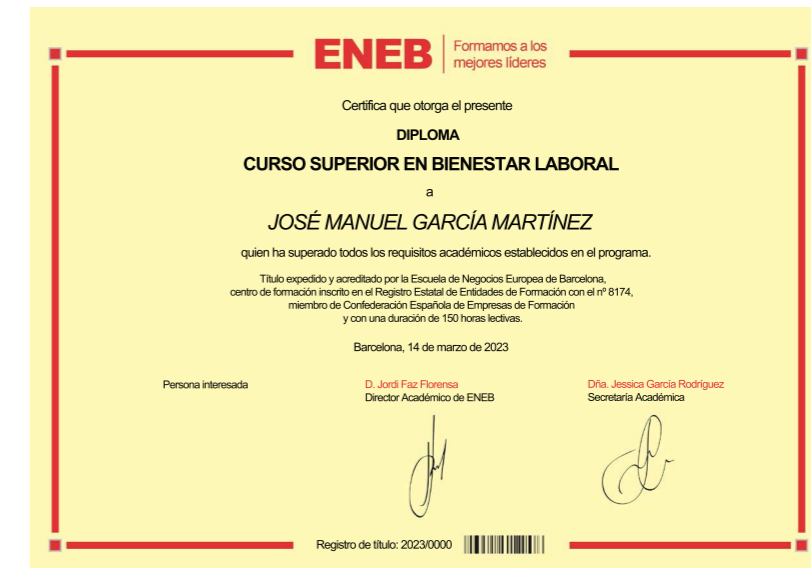 ENEB
Formamos a los
mejores líderes
Certifica que otorga el presente
DIPLOMA
CURSO SUPERIOR EN BIENESTAR LABORAL
a
JOSÉ MANUEL GARCÍA MARTÍNEZ
quien ha superado todos los requisitos académicos establecidos en el programa.
Título expedido y acreditado por la Escuela de Negocios Europea de Barcelona,
centro de formación inscrito en el Registro Estatal de Entidades de Formación con el nº 8174,
miembro de Confederación Española de Empresas de Formación
y con una duración de 150 horas lectivas.
Barcelona, 14 de marzo de 2023
Persona interesada
D. Jordi Faz Florensa
Director Académico de ENEB
Dña. Jessica García Rodríguez
Secretaría Académica
Registro de título: 2023/0000